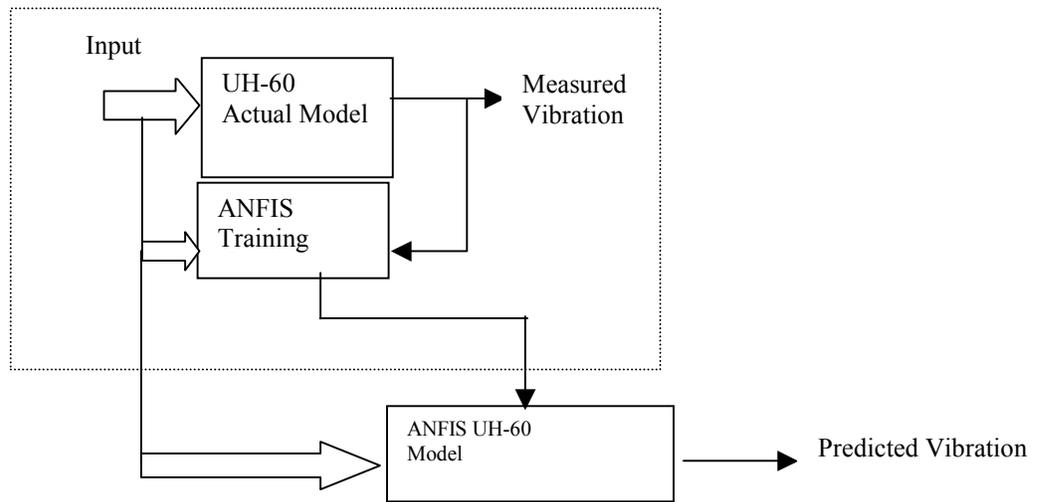 Input
UH-60
Actual Model
Measured
Vibration
ANFIS
Training
ANFIS UH-60
Model
Predicted Vibration